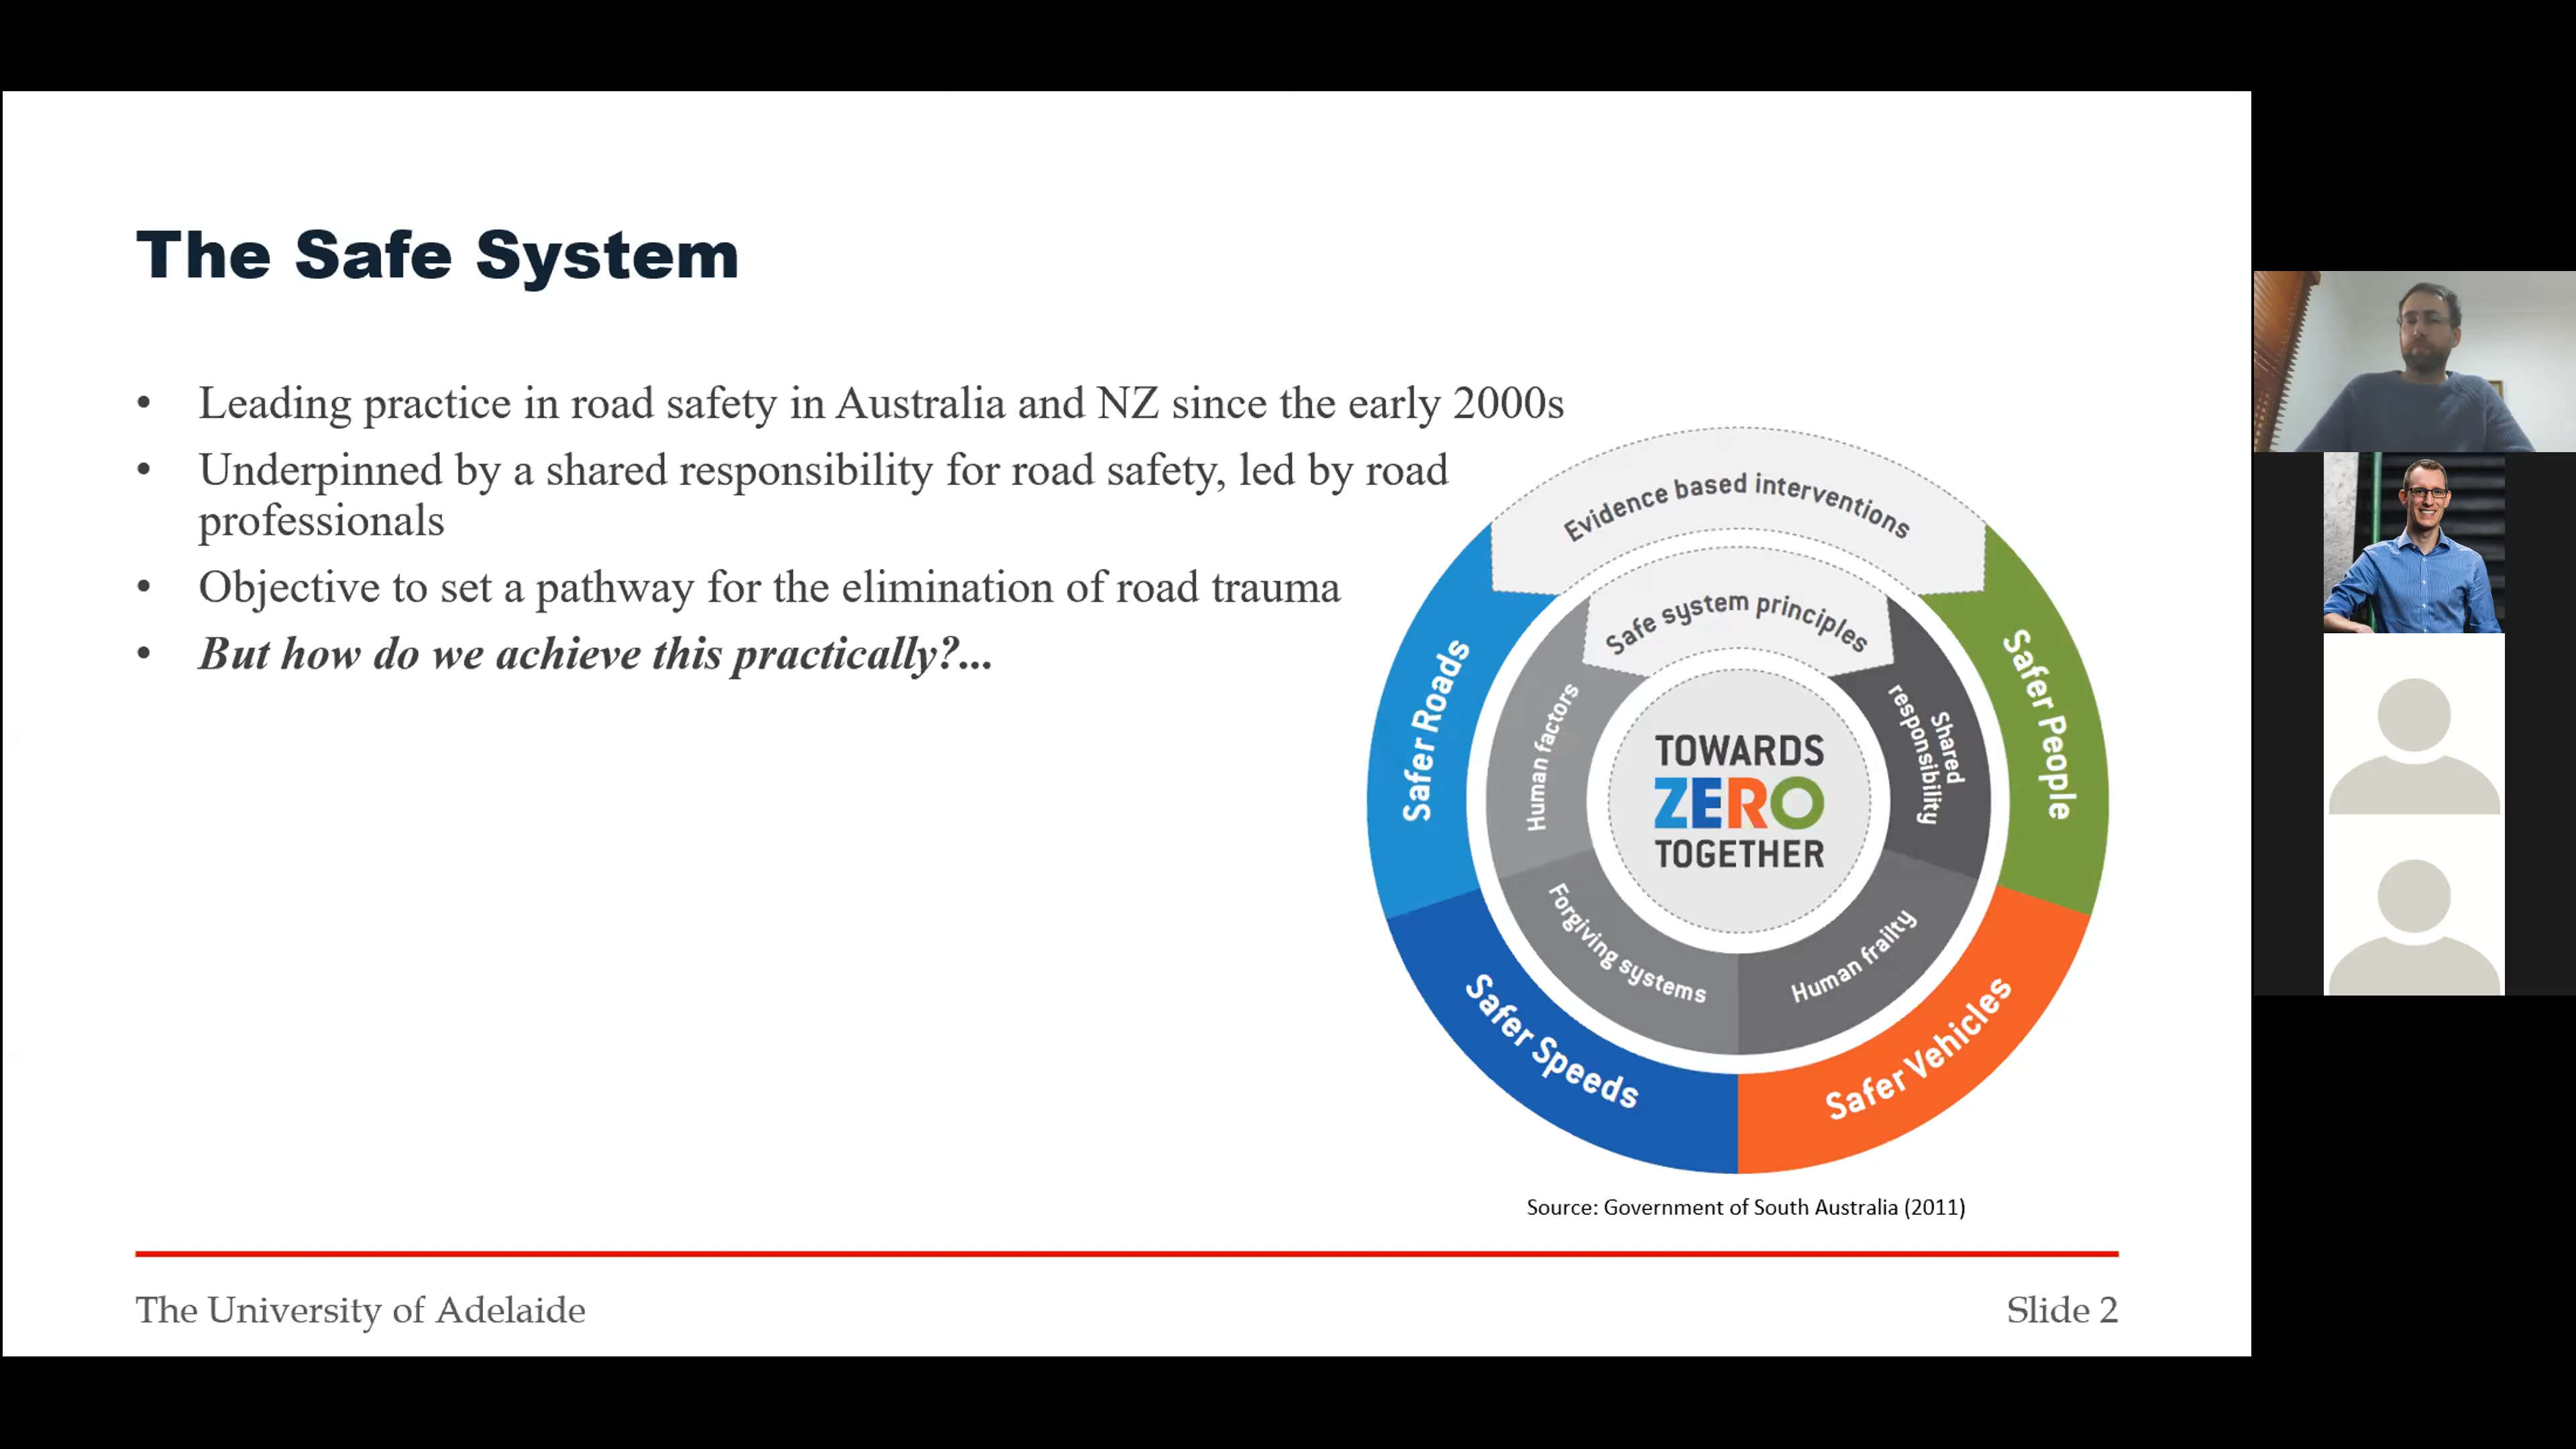 The Safe System
• Leading practice in road safety in Australia and NZ since the early 2000s
• Underpinned by a shared responsibility for road safety, led by road
professionals
• Objective to set a pathway for the elimination of road trauma
• But how do we achieve this practically?...
Evidence based interventions
Safe system principles
Safer Roads
Human factors
TOWARDS
ZERO
TOGETHER
Shared
responsibility
Safer People
Forgiving systems
Human frailty
Safer Speeds
Safer Vehicles
Source: Government of South Australia (2011)
The University of Adelaide
Slide 2